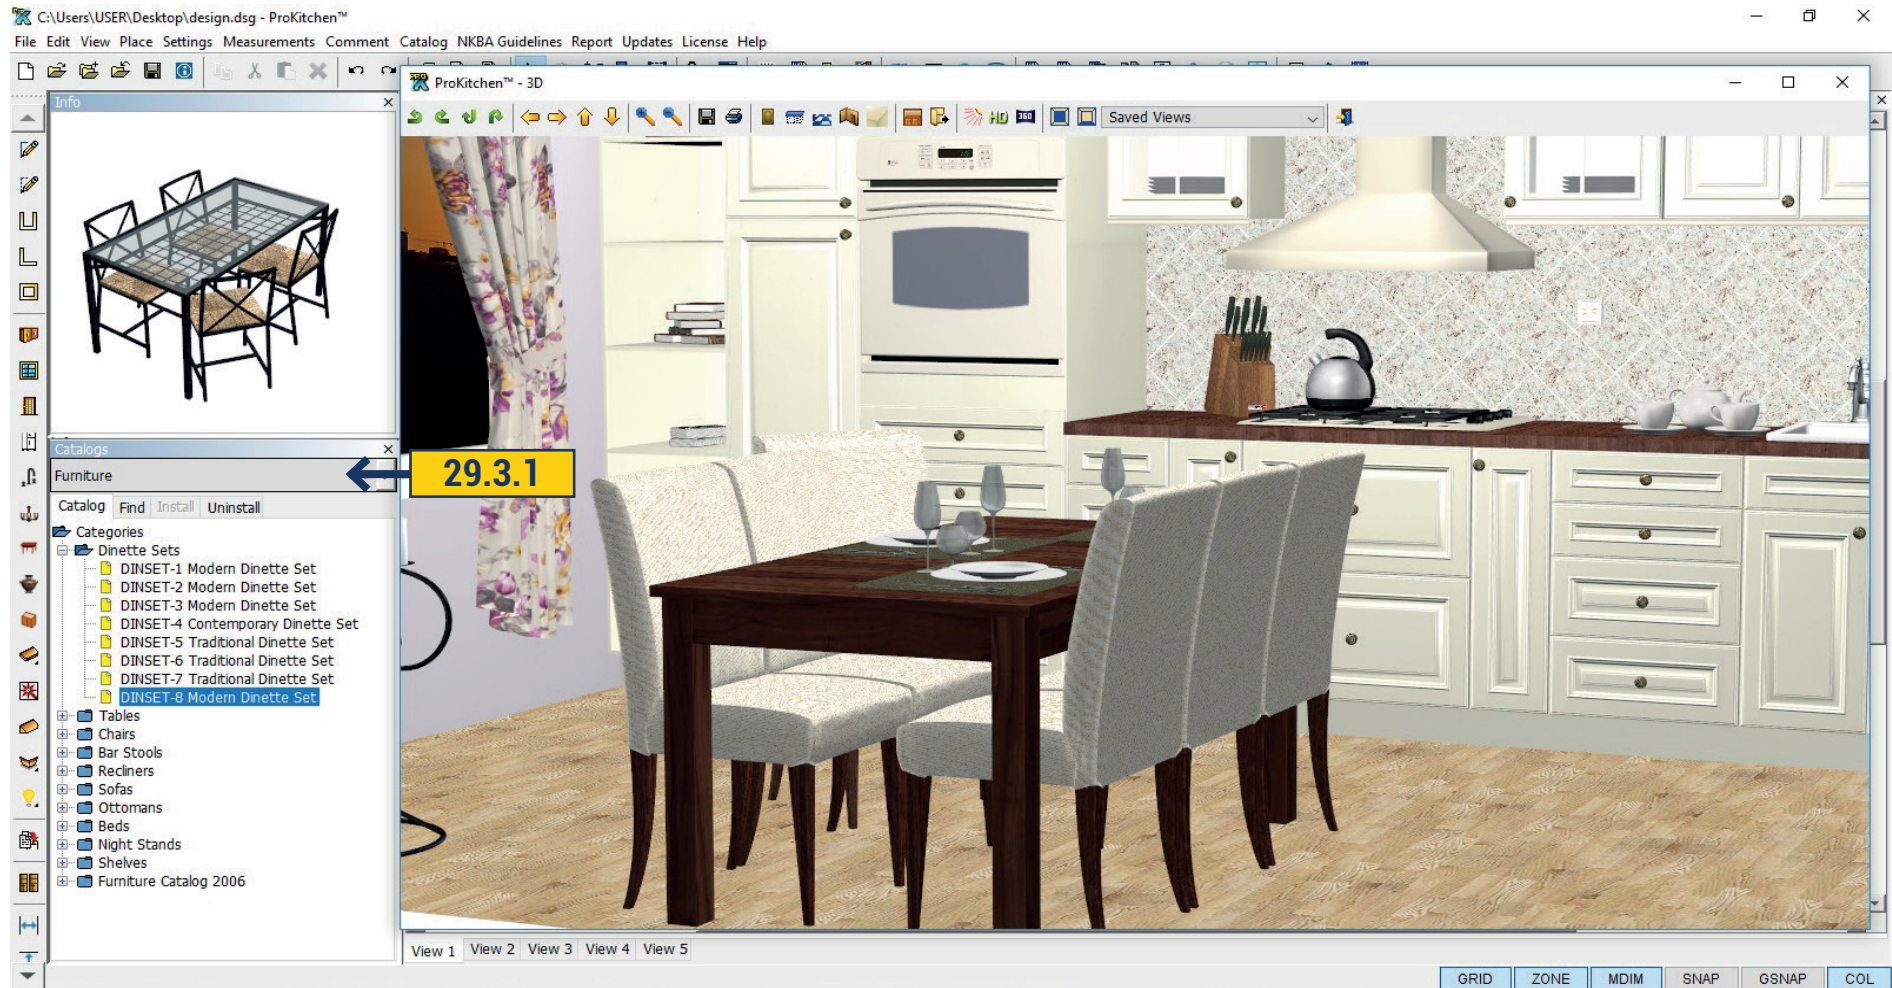 C:\Users\USER\Desktop\design.dsg - ProKitchen™
File Edit View Place Settings Measurements Comment Catalog NKBA Guidelines Report Updates License Help
Info
ProKitchen™ - 3D
HD 360 Saved Views
Catalogs
Furniture
29.3.1
Catalog Find Install Uninstall
Categories
Dinette Sets
DINSET-1 Modern Dinette Set
DINSET-2 Modern Dinette Set
DINSET-3 Modern Dinette Set
DINSET-4 Contemporary Dinette Set
DINSET-5 Traditional Dinette Set
DINSET-6 Traditional Dinette Set
DINSET-7 Traditional Dinette Set
DINSET-8 Modern Dinette Set
Tables
Chairs
Bar Stools
Recliners
Sofas
Ottomans
Beds
Night Stands
Shelves
Furniture Catalog 2006
View 1 View 2 View 3 View 4 View 5
GRID ZONE MDIM SNAP GSNAP COL